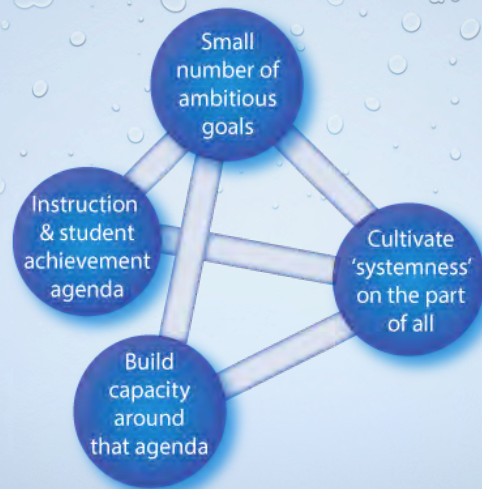 Small
number of
ambitious
goals
Instruction
& student
achievement
agenda
Cultivate
'systemness'
on the part
of all
Build
capacity
around
that agenda